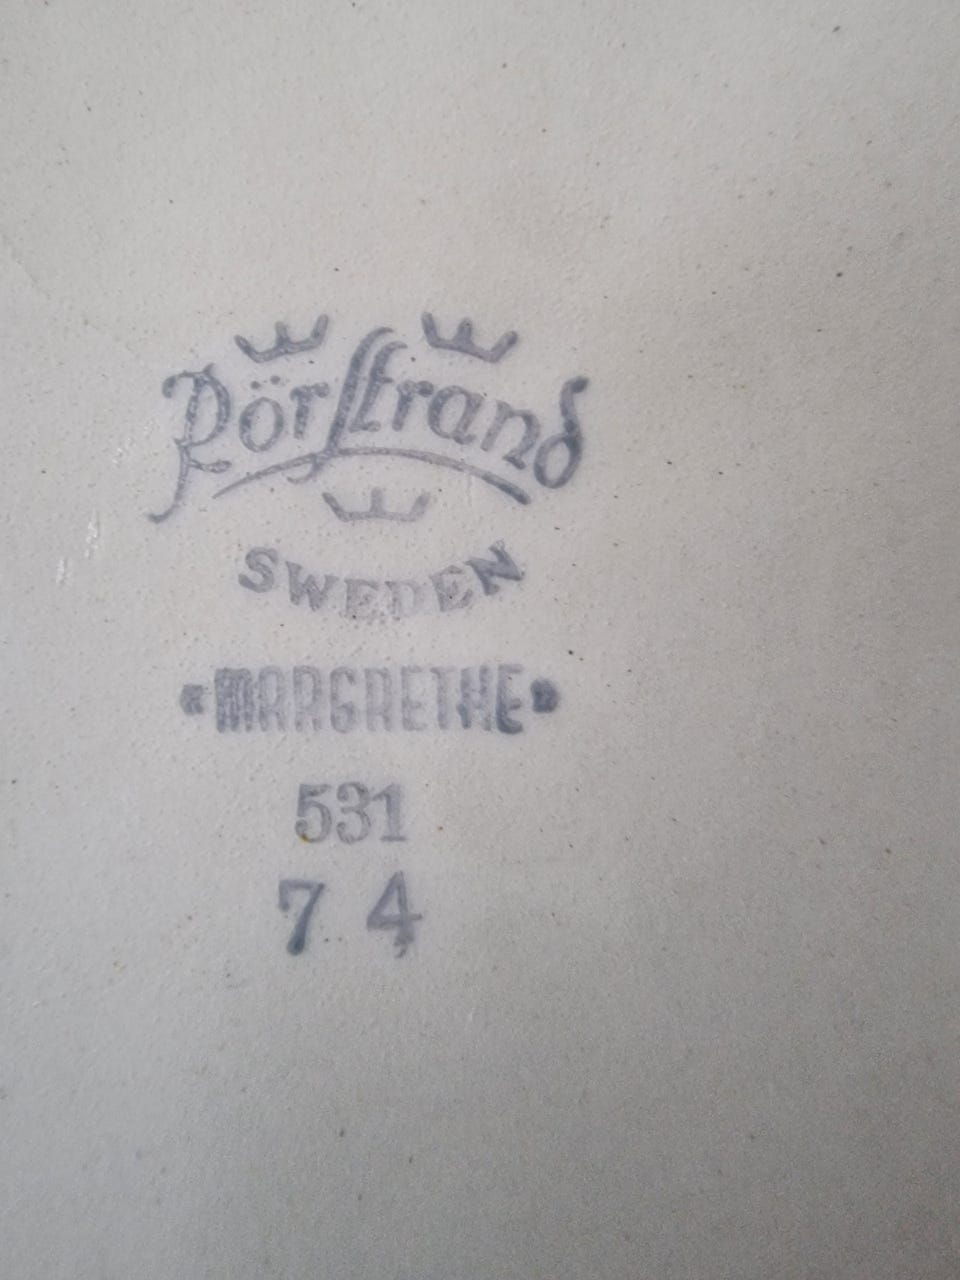 Rörstrand
SWEDEN
"MARGRETHE"
531
7 4